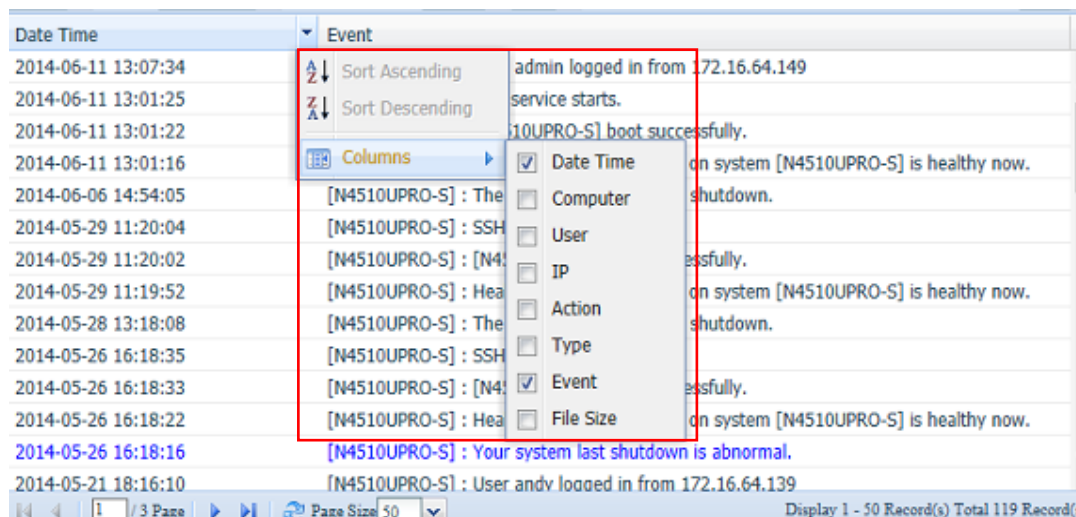 Date Time Event
2014-06-11 13:07:34 admin logged in from 172.16.64.149
2014-06-11 13:01:25 service starts.
2014-06-11 13:01:22 10UPRO-S] boot successfully.
2014-06-11 13:01:16 on system [N4510UPRO-S] is healthy now.
2014-06-06 14:54:05 [N4510UPRO-S] : The shutdown.
2014-05-29 11:20:04 [N4510UPRO-S] : SSH
2014-05-29 11:20:02 [N4510UPRO-S] : [N4 essfully.
2014-05-29 11:19:52 [N4510UPRO-S] : Hea on system [N4510UPRO-S] is healthy now.
2014-05-28 13:18:08 [N4510UPRO-S] : The shutdown.
2014-05-26 16:18:35 [N4510UPRO-S] : SSH
2014-05-26 16:18:33 [N4510UPRO-S] : [N4 essfully.
2014-05-26 16:18:22 [N4510UPRO-S] : Hea on system [N4510UPRO-S] is healthy now.
2014-05-26 16:18:16 [N4510UPRO-S] : Your system last shutdown is abnormal.
2014-05-21 18:16:10 [N4510UPRO-S] : User andy logged in from 172.16.64.139
Sort Ascending
Sort Descending
Columns
Date Time
Computer
User
IP
Action
Type
Event
File Size
1 / 3 Page Page Size 50 Display 1 - 50 Record(s) Total 119 Record(